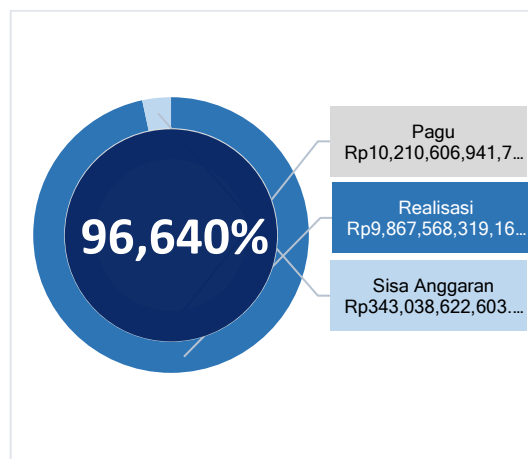 96,640%
Pagu
Rp10,210,606,941,7...
Realisasi
Rp9,867,568,319,16...
Sisa Anggaran
Rp343,038,622,603....